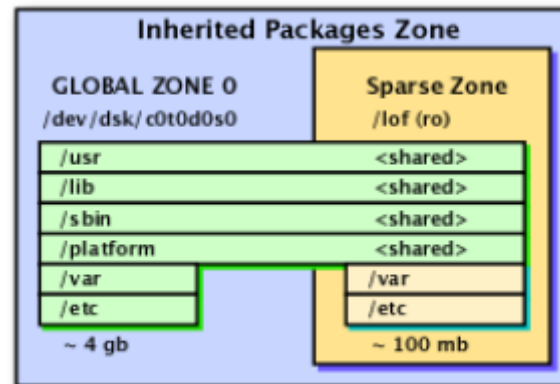 Inherited Packages Zone
GLOBAL ZONE 0 Sparse Zone
/dev/dsk/c0t0d0s0 /lof (ro)
/usr <shared>
/lib <shared>
/sbin <shared>
/platform <shared>
/var /var
/etc /etc
~ 4 gb ~ 100 mb